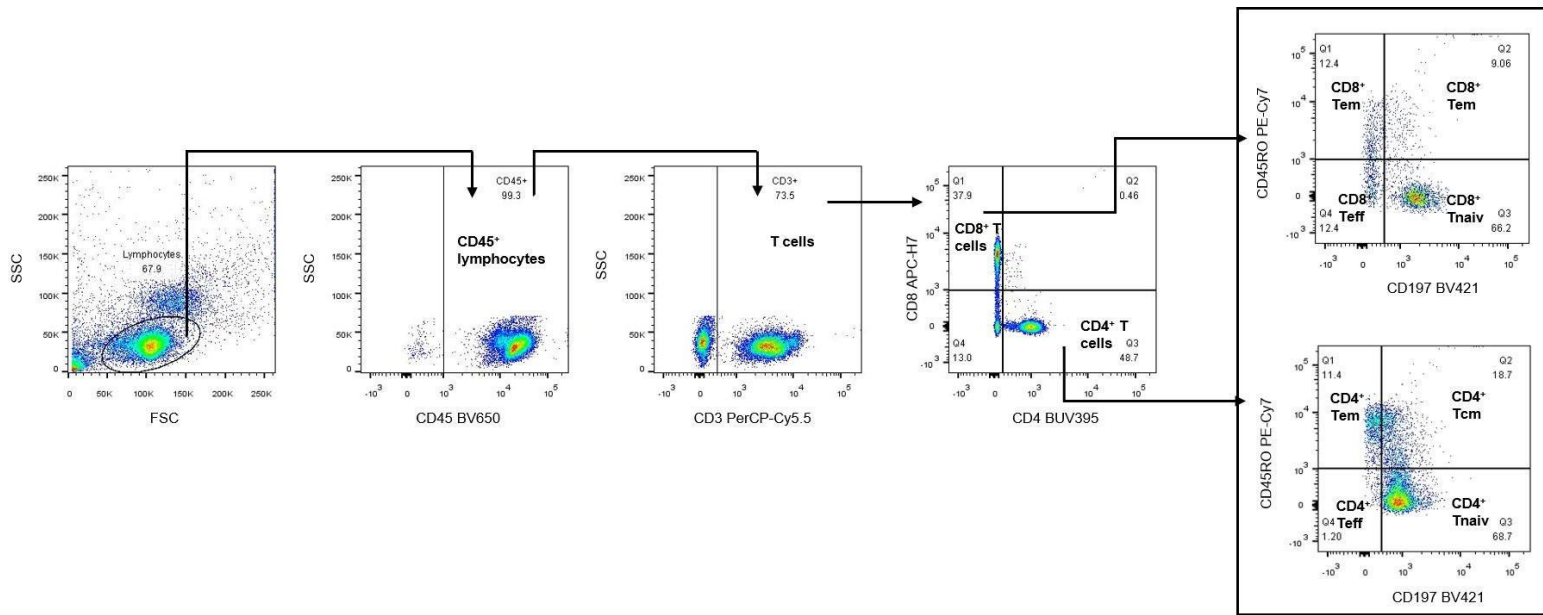 SSC
250K
200K
150K
100K
50K
0
Lymphocytes
67.9
0 50K 100K 150K 200K 250K
FSC
SSC
250K
200K
150K
100K
50K
0
CD45+
99.3
CD45⁺
lymphocytes
-10³ 0 10³ 10⁴ 10⁵
CD45 BV650
SSC
250K
200K
150K
100K
50K
0
CD3+
73.5
T cells
-10³ 0 10³ 10⁴ 10⁵
CD3 PerCP-Cy5.5
CD8 APC-H7
10⁵
10⁴
10³
0
-10³
Q1
37.9
Q2
0.46
CD8⁺ T
cells
CD4⁺ T
cells
Q4
13.0
Q3
48.7
-10³ 0 10³ 10⁴ 10⁵
CD4 BUV395
CD45RO PE-Cy7
10⁵
10⁴
10³
0
-10³
Q1
12.4
Q2
9.06
CD8⁺
Tem
CD8⁺
Tem
CD8⁺
Teff
CD8⁺
Tnaiv
Q4
12.4
Q3
66.2
-10³ 0 10³ 10⁴ 10⁵
CD197 BV421
CD45RO PE-Cy7
10⁵
10⁴
10³
0
-10³
Q1
11.4
Q2
18.7
CD4⁺
Tem
CD4⁺
Tcm
CD4⁺
Teff
CD4⁺
Tnaiv
Q4
1.20
Q3
68.7
-10³ 0 10³ 10⁴ 10⁵
CD197 BV421